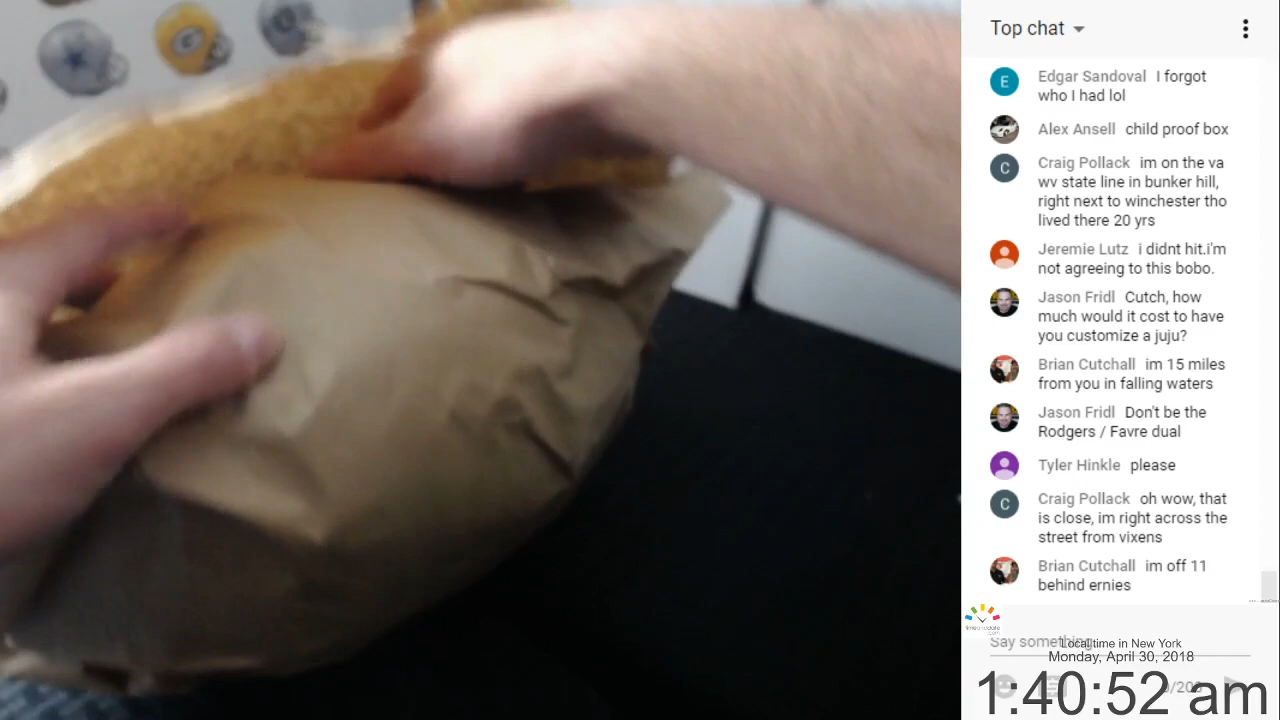 Top chat
Edgar Sandoval I forgot
who I had lol
E
Alex Ansell child proof box
Craig Pollack im on the va
wv state line in bunker hill,
right next to winchester tho
lived there 20 yrs
C
Jeremie Lutz i didnt hit.i'm
not agreeing to this bobo.
Jason Fridl Cutch, how
much would it cost to have
you customize a juju?
Brian Cutchall im 15 miles
from you in falling waters
Jason Fridl Don't be the
Rodgers / Favre dual
Tyler Hinkle please
Craig Pollack oh wow, that
is close, im right across the
street from vixens
C
Brian Cutchall im off 11
behind ernies
Say something...
Local time in New York
Monday, April 30, 2018
1:40:52 am